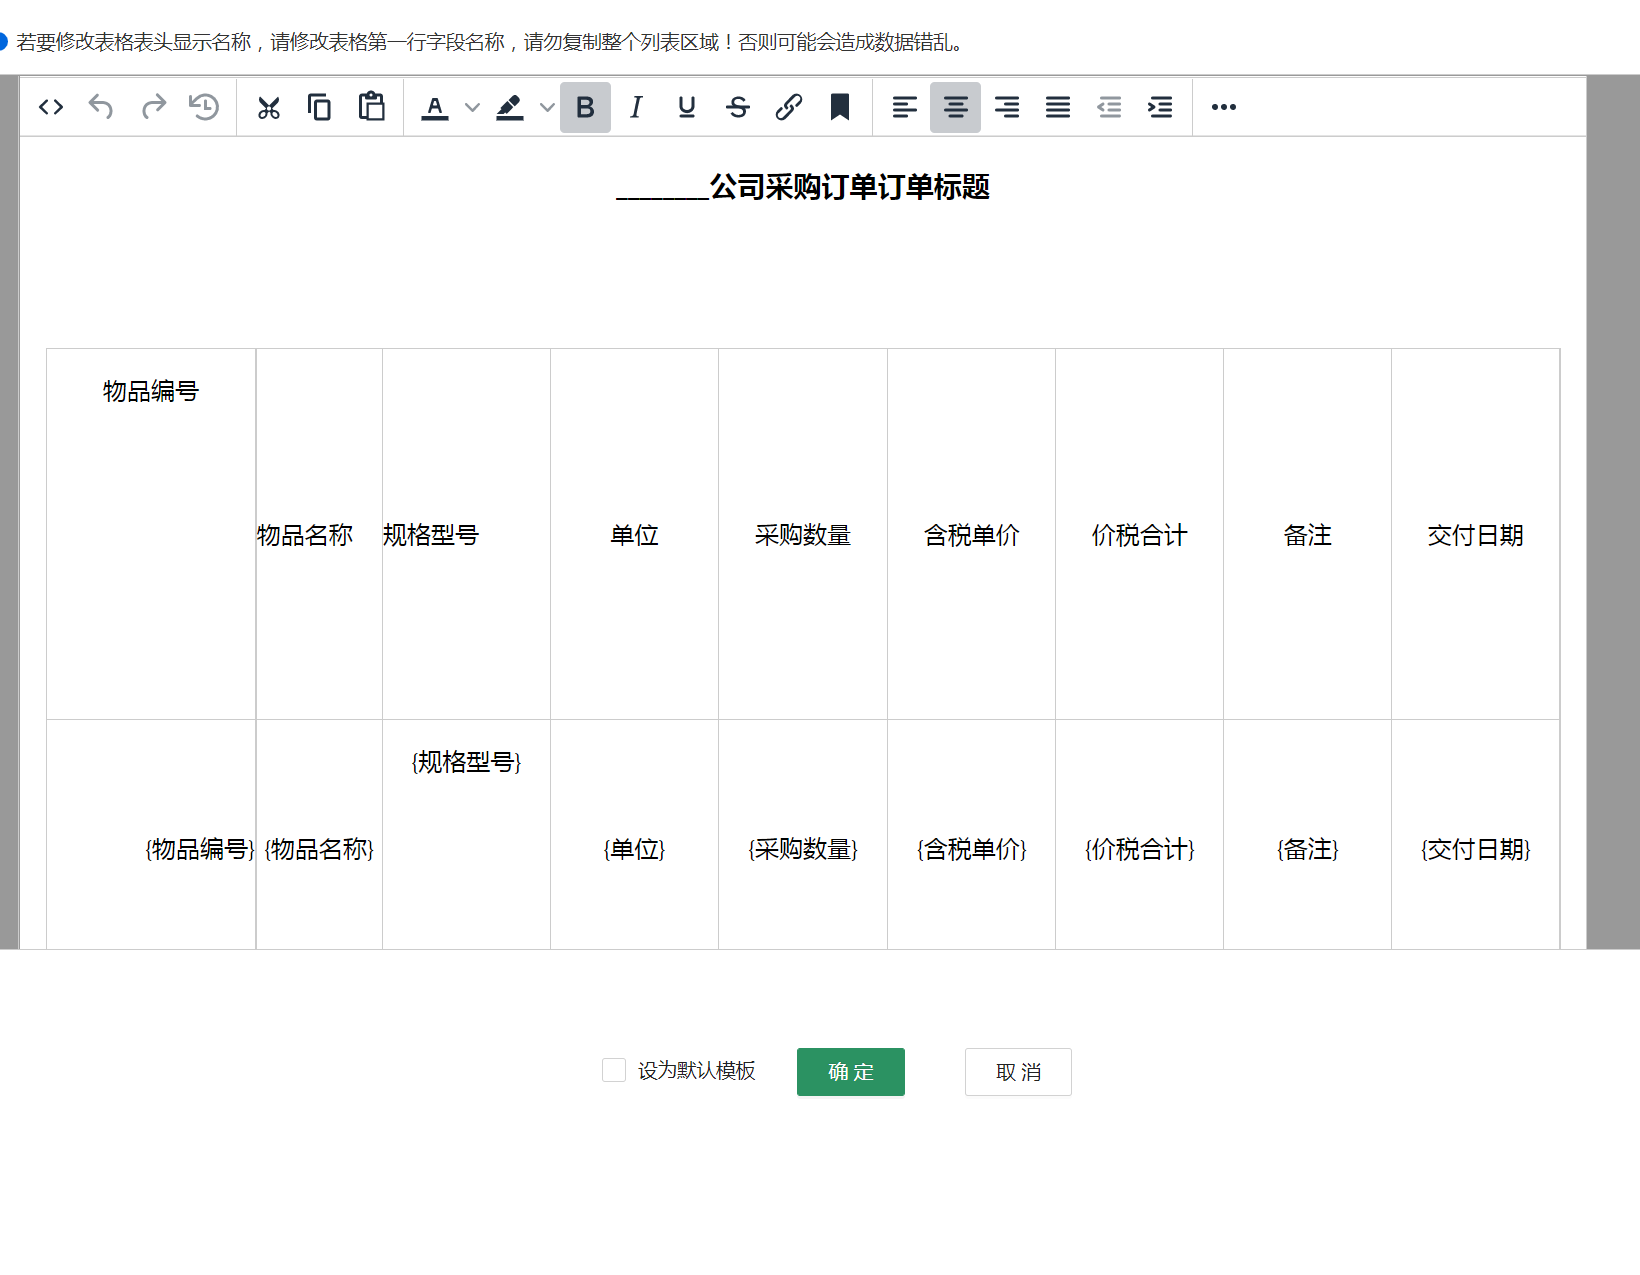 若要修改表格表头显示名称，请修改表格第一行字段名称，请勿复制整个列表区域！否则可能会造成数据错乱。
________公司采购订单订单标题
物品编号 物品名称 规格型号 单位 采购数量 含税单价 价税合计 备注 交付日期
{物品编号} {物品名称} {规格型号} {单位} {采购数量} {含税单价} {价税合计} {备注} {交付日期}
设为默认模板 确 定 取 消